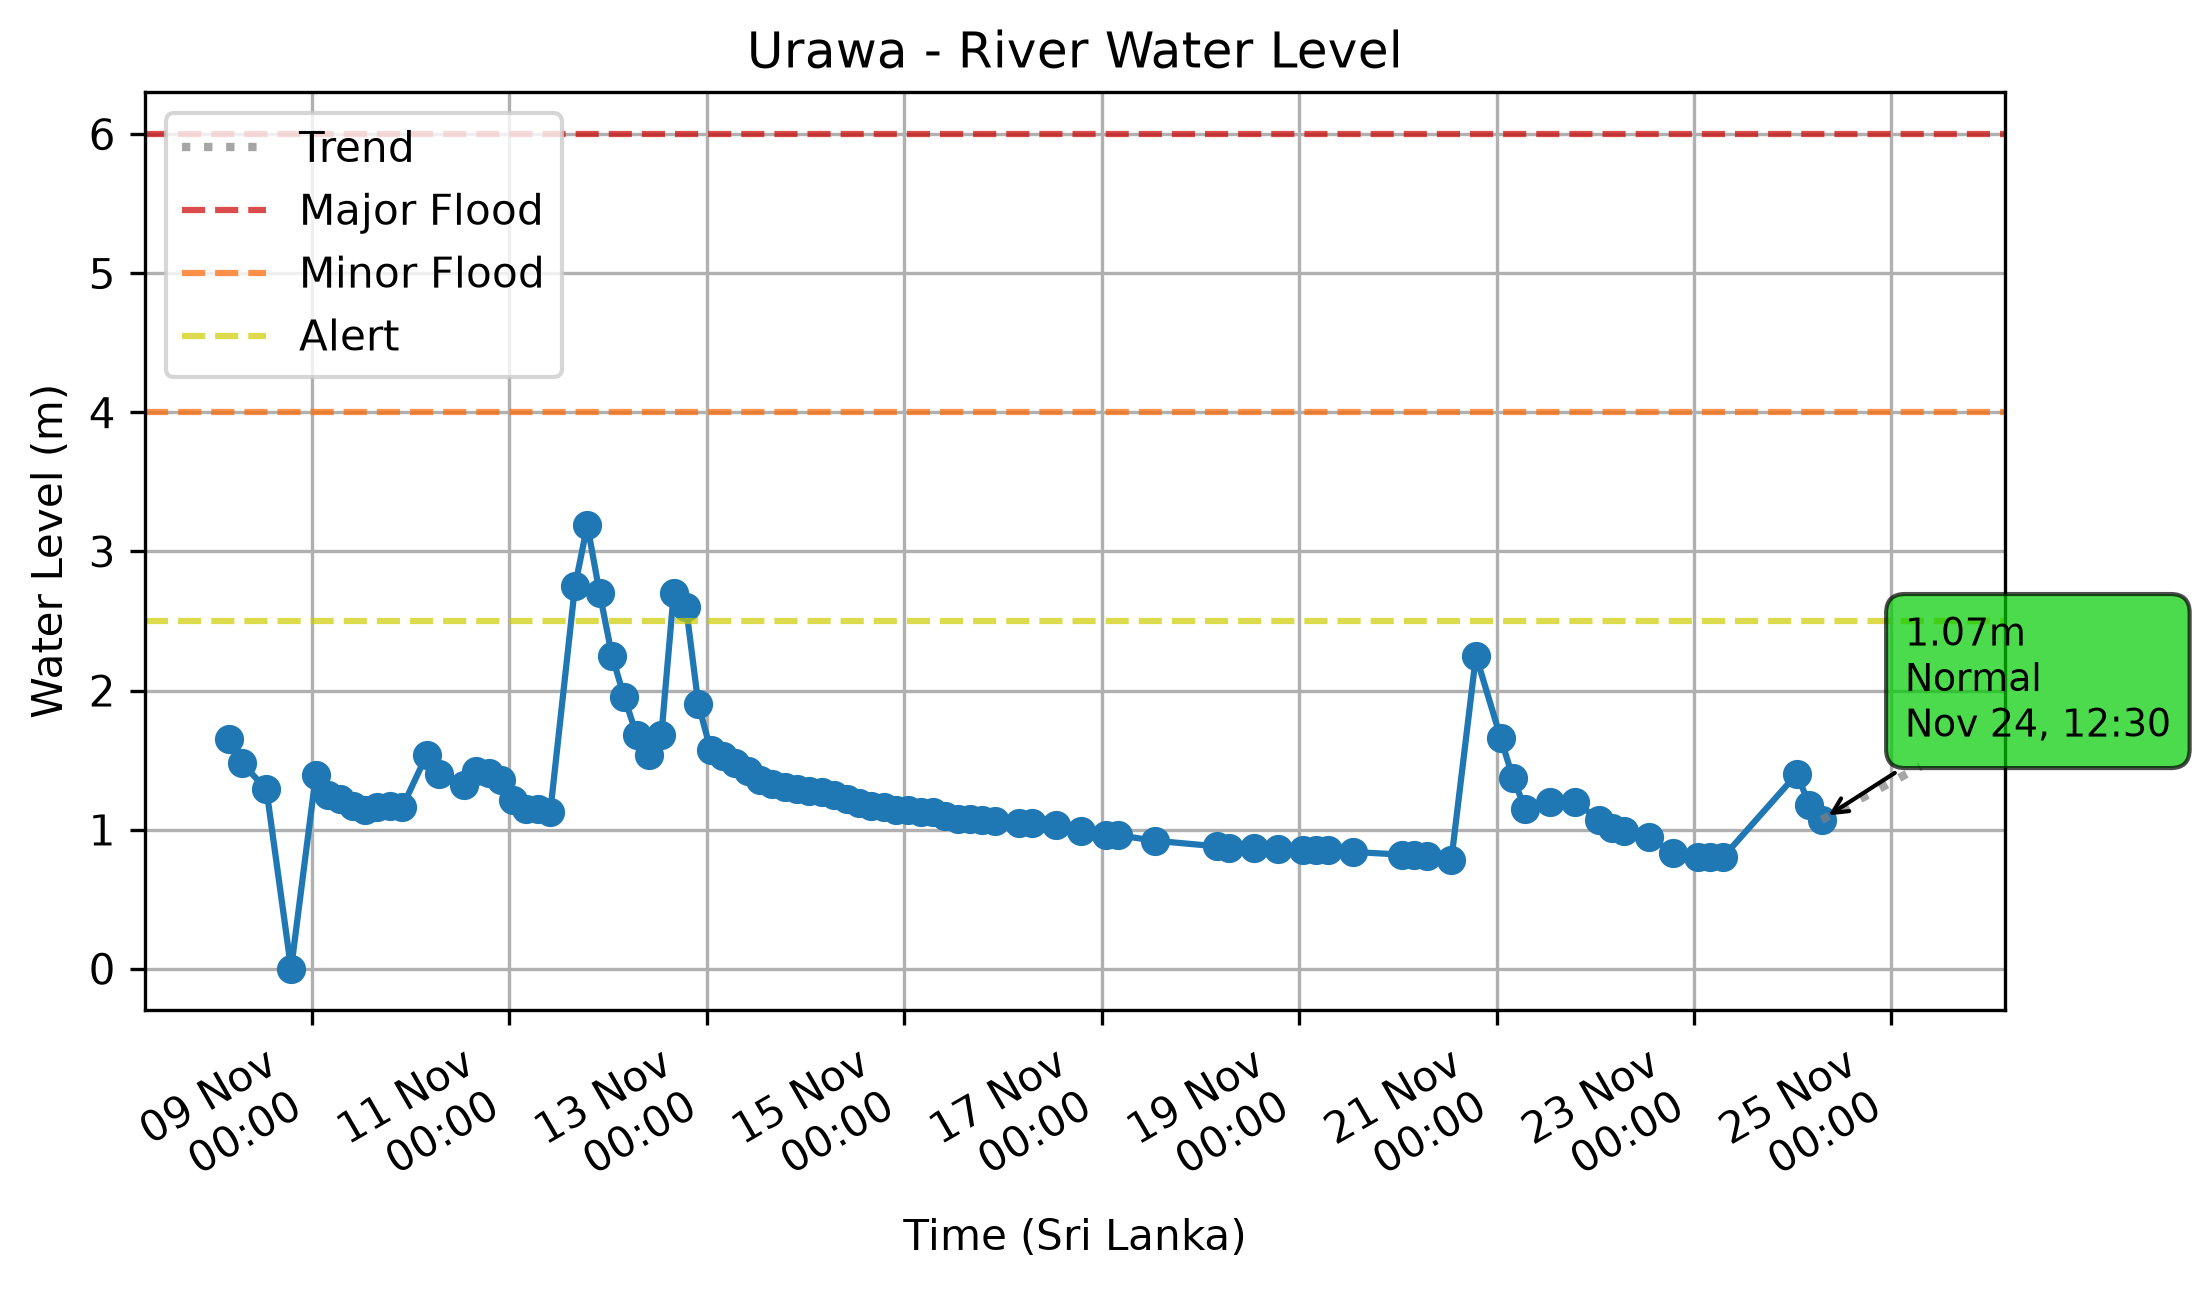 Urawa - River Water Level
Trend
Major Flood
Minor Flood
Alert
Water Level (m)
6
5
4
3
2
1
0
1.07m
Normal
Nov 24, 12:30
09 Nov
00:00
11 Nov
00:00
13 Nov
00:00
15 Nov
00:00
17 Nov
00:00
19 Nov
00:00
21 Nov
00:00
23 Nov
00:00
25 Nov
00:00
Time (Sri Lanka)